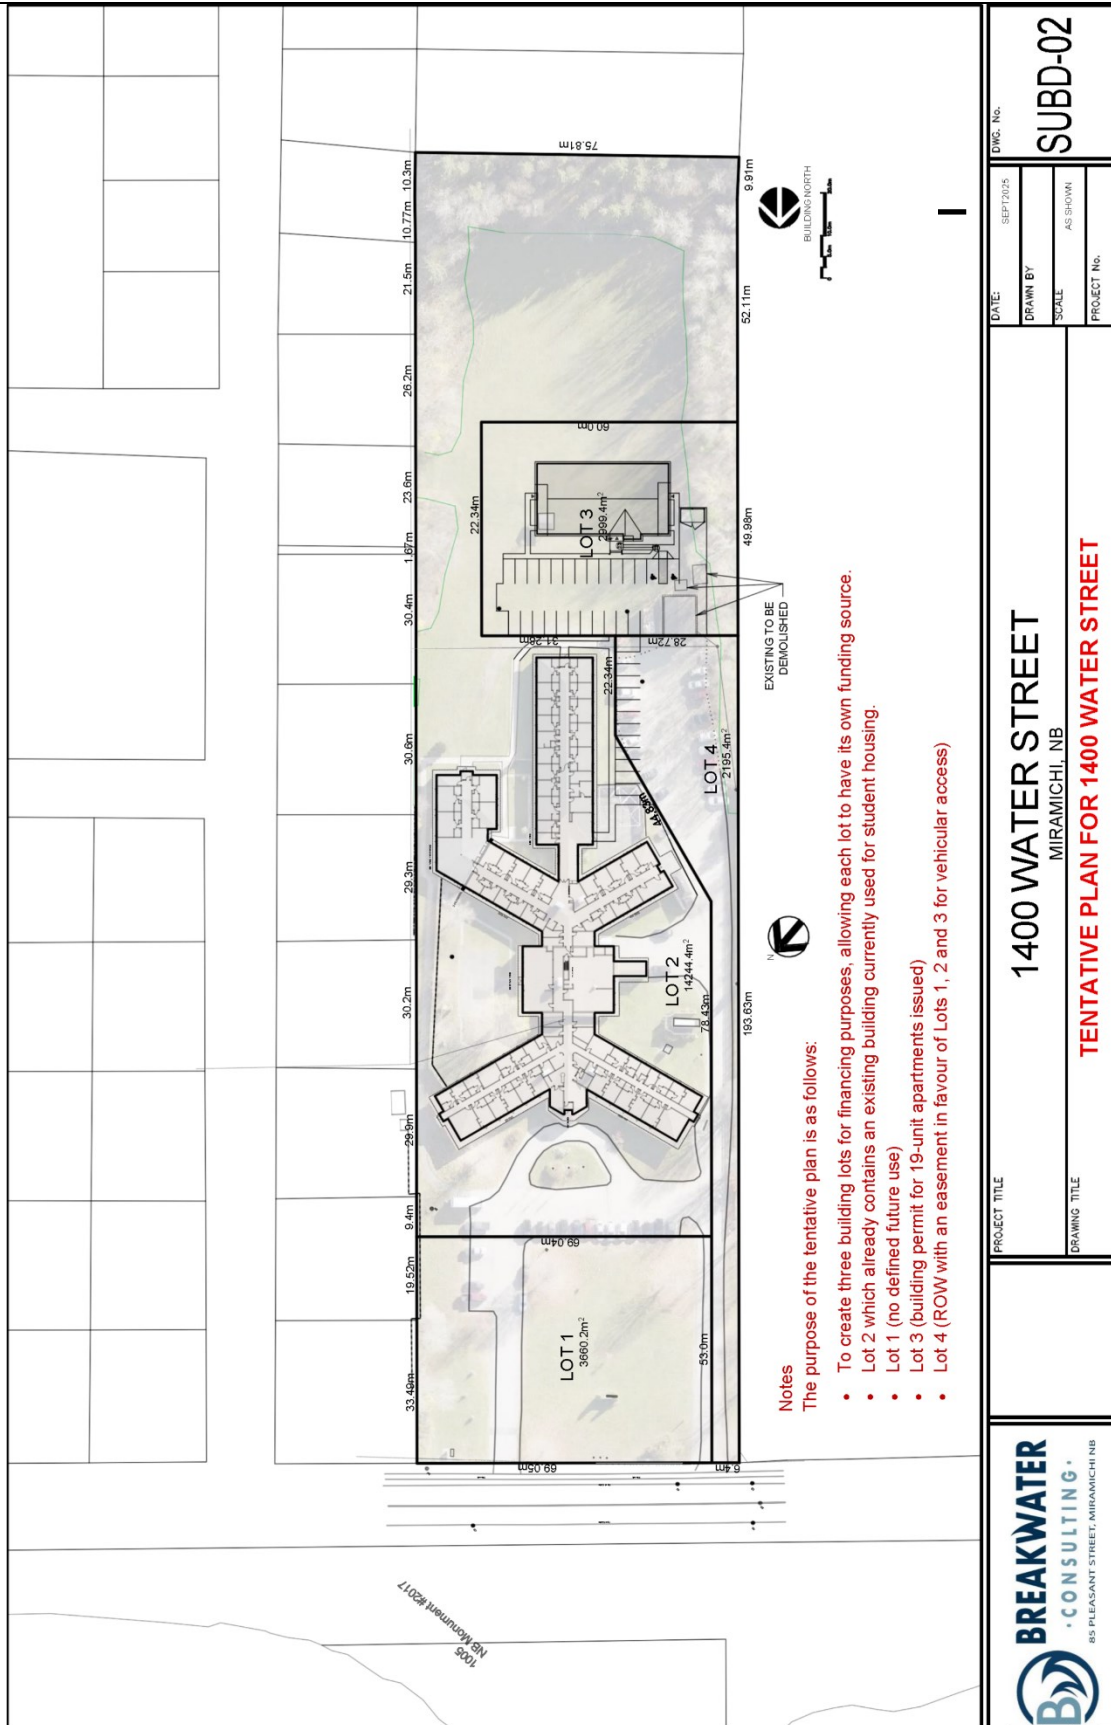 1400 WATER STREET
MIRAMICHI, NB
TENTATIVE PLAN FOR 1400 WATER STREET
PROJECT TITLE
DRAWING TITLE
DATE:
SEPT2025
DRAWN BY
SCALE
AS SHOWN
PROJECT No.
DWG. No.
SUBD-02
BREAKWATER
· CONSULTING ·
85 PLEASANT STREET, MIRAMICHI NB
Notes
The purpose of the tentative plan is as follows:
• To create three building lots for financing purposes, allowing each lot to have its own funding source.
• Lot 2 which already contains an existing building currently used for student housing.
• Lot 1 (no defined future use)
• Lot 3 (building permit for 19-unit apartments issued)
• Lot 4 (ROW with an easement in favour of Lots 1, 2 and 3 for vehicular access)
33.49m
19.52m
9.4m
29.9m
30.2m
29.3m
30.6m
30.4m
1.67m
23.6m
26.2m
21.5m
10.77m
10.3m
75.81m
9.91m
52.11m
49.98m
193.63m
6.4m
69.05m
69.04m
53.0m
78.43m
22.34m
28.72m
22.34m
60.0m
LOT 1
3660.2m²
LOT 2
14244.4m²
LOT 3
2999.4m²
LOT 4
2195.4m²
EXISTING TO BE
DEMOLISHED
BUILDING NORTH
N
1005
NB Monument #2017